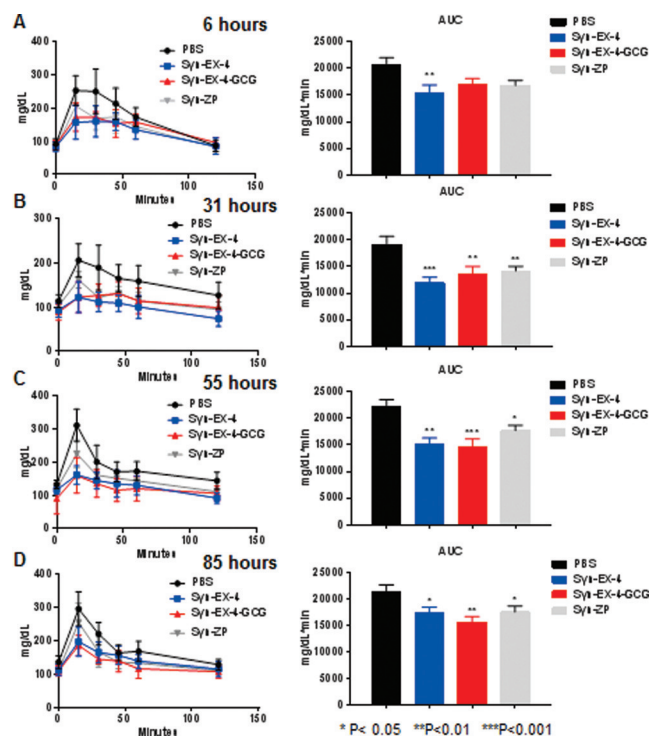 A
6 hours
mg/dL
400
300
200
100
0
0
50
100
150
Minutes
PBS
Syn-EX-4
Syn-EX-4-GCG
Syn-ZP
AUC
mg/dL*min
25000
20000
15000
10000
5000
0
**
PBS
Syn-EX-4
Syn-EX-4-GCG
Syn-ZP
B
31 hours
mg/dL
300
200
100
0
0
50
100
150
Minutes
PBS
Syn-EX-4
Syn-EX-4-GCG
Syn-ZP
AUC
mg/dL*min
25000
20000
15000
10000
5000
0
*** ** **
PBS
Syn-EX-4
Syn-EX-4-GCG
Syn-ZP
C
55 hours
mg/dL
400
300
200
100
0
0
50
100
150
Minutes
PBS
Syn-EX-4
Syn-EX-4-GCG
Syn-ZP
AUC
mg/dL*min
25000
20000
15000
10000
5000
0
** *** *
PBS
Syn-EX-4
Syn-EX-4-GCG
Syn-ZP
D
85 hours
mg/dL
400
300
200
100
0
0
50
100
150
Minutes
PBS
Syn-EX-4
Syn-EX-4-GCG
Syn-ZP
AUC
mg/dL*min
25000
20000
15000
10000
5000
0
* ** *
PBS
Syn-EX-4
Syn-EX-4-GCG
Syn-ZP
* P< 0.05 **P<0.01 ***P<0.001